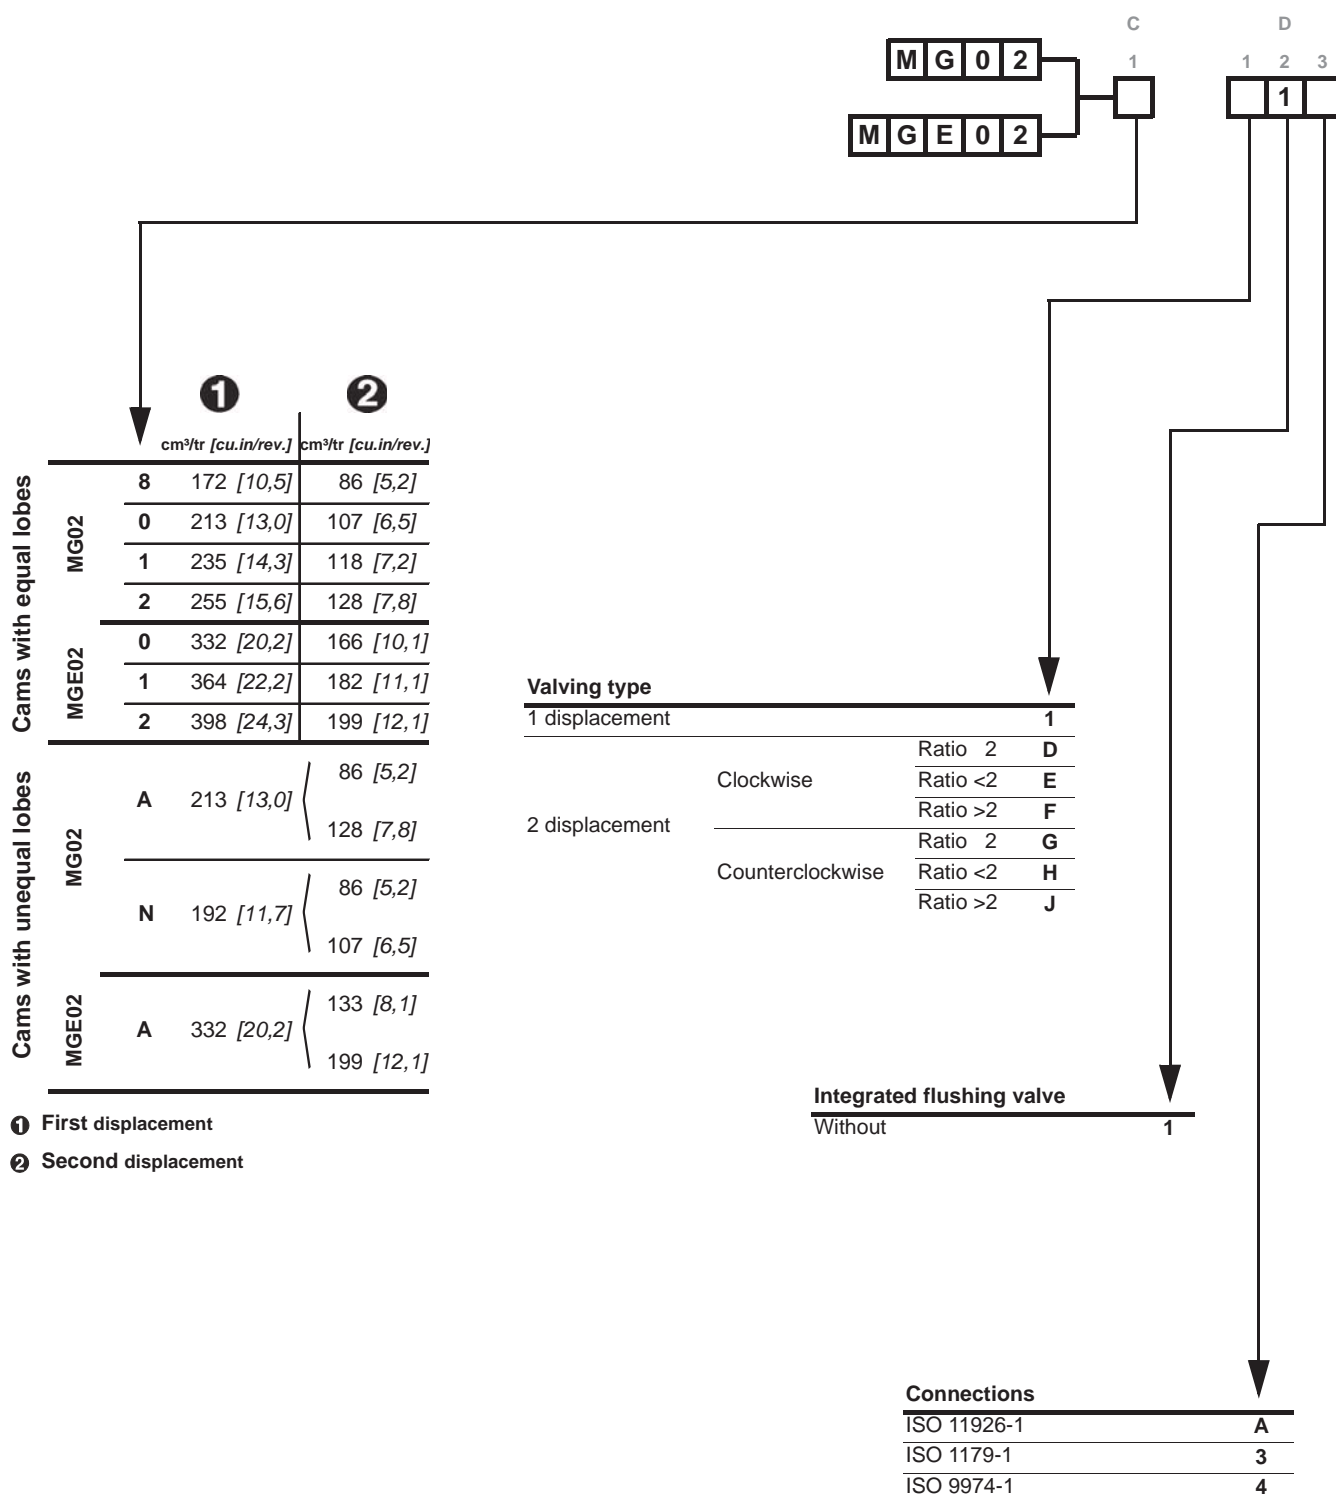 C D
1 1 2 3
M G 0 2
1
M G E 0 2
1 2
cm³/tr [cu.in/rev.] cm³/tr [cu.in/rev.]
Cams with equal lobes
MG02
8 172 [10,5] 86 [5,2]
0 213 [13,0] 107 [6,5]
1 235 [14,3] 118 [7,2]
2 255 [15,6] 128 [7,8]
MGE02
0 332 [20,2] 166 [10,1]
1 364 [22,2] 182 [11,1]
2 398 [24,3] 199 [12,1]
Cams with unequal lobes
MG02
A 213 [13,0]
86 [5,2]
128 [7,8]
N 192 [11,7]
86 [5,2]
107 [6,5]
MGE02
A 332 [20,2]
133 [8,1]
199 [12,1]
1 First displacement
2 Second displacement
Valving type
1 displacement 1
2 displacement
Clockwise
Ratio 2 D
Ratio <2 E
Ratio >2 F
Counterclockwise
Ratio 2 G
Ratio <2 H
Ratio >2 J
Integrated flushing valve
Without 1
Connections
ISO 11926-1 A
ISO 1179-1 3
ISO 9974-1 4